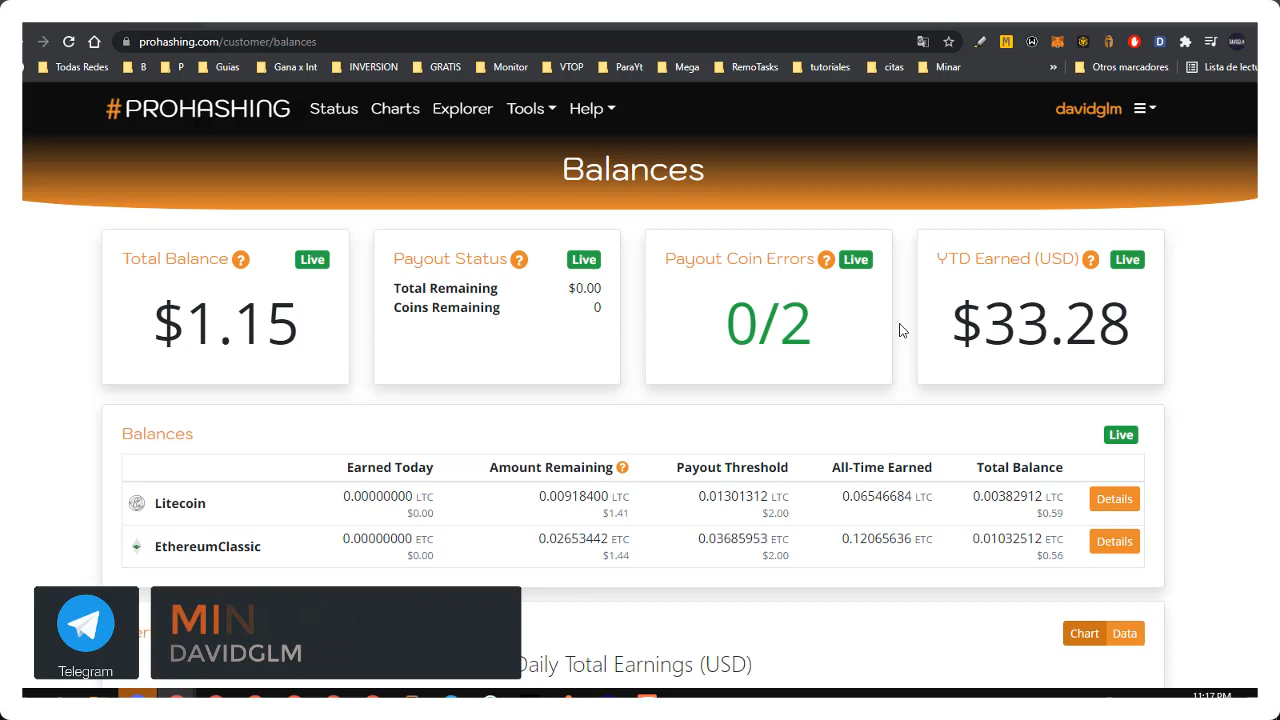 prohashing.com/customer/balances
Todas Redes B P Guias Gana x Int INVERSION GRATIS Monitor VTOP ParaYt Mega RemoTasks tutoriales citas Minar » Otros marcadores Lista de lectu
#PROHASHING Status Charts Explorer Tools Help davidglm
Balances
Total Balance ? Live
$1.15
Payout Status ? Live
Total Remaining $0.00
Coins Remaining 0
Payout Coin Errors ? Live
0/2
YTD Earned (USD) ? Live
$33.28
Balances Live
Earned Today Amount Remaining ? Payout Threshold All-Time Earned Total Balance
Litecoin 0.00000000 LTC 0.00918400 LTC 0.01301312 LTC 0.06546684 LTC 0.00382912 LTC Details
$0.00 $1.41 $2.00 $0.59
EthereumClassic 0.00000000 ETC 0.02653442 ETC 0.03685953 ETC 0.12065636 ETC 0.01032512 ETC Details
$0.00 $1.44 $2.00 $0.56
Chart Data
Daily Total Earnings (USD)
Telegram
MIN
DAVIDGLM
11:17 PM